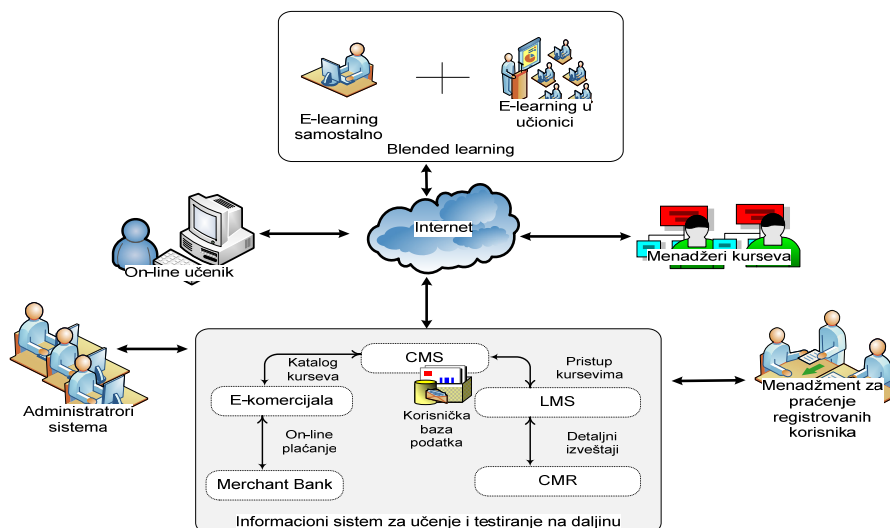 E-learning
samostalno
E-learning u
učionici
Blended learning
Internet
On-line učenik
Menadžeri kurseva
Administratrori
sistema
Katalog
kurseva
CMS
Pristup
kursevima
E-komercijala
Korisnička
baza
podatka
LMS
On-line
plaćanje
Detaljni
izveštaji
Merchant Bank
CMR
Informacioni sistem za učenje i testiranje na daljinu
Menadžment za
praćenje
registrovanih
korisnika